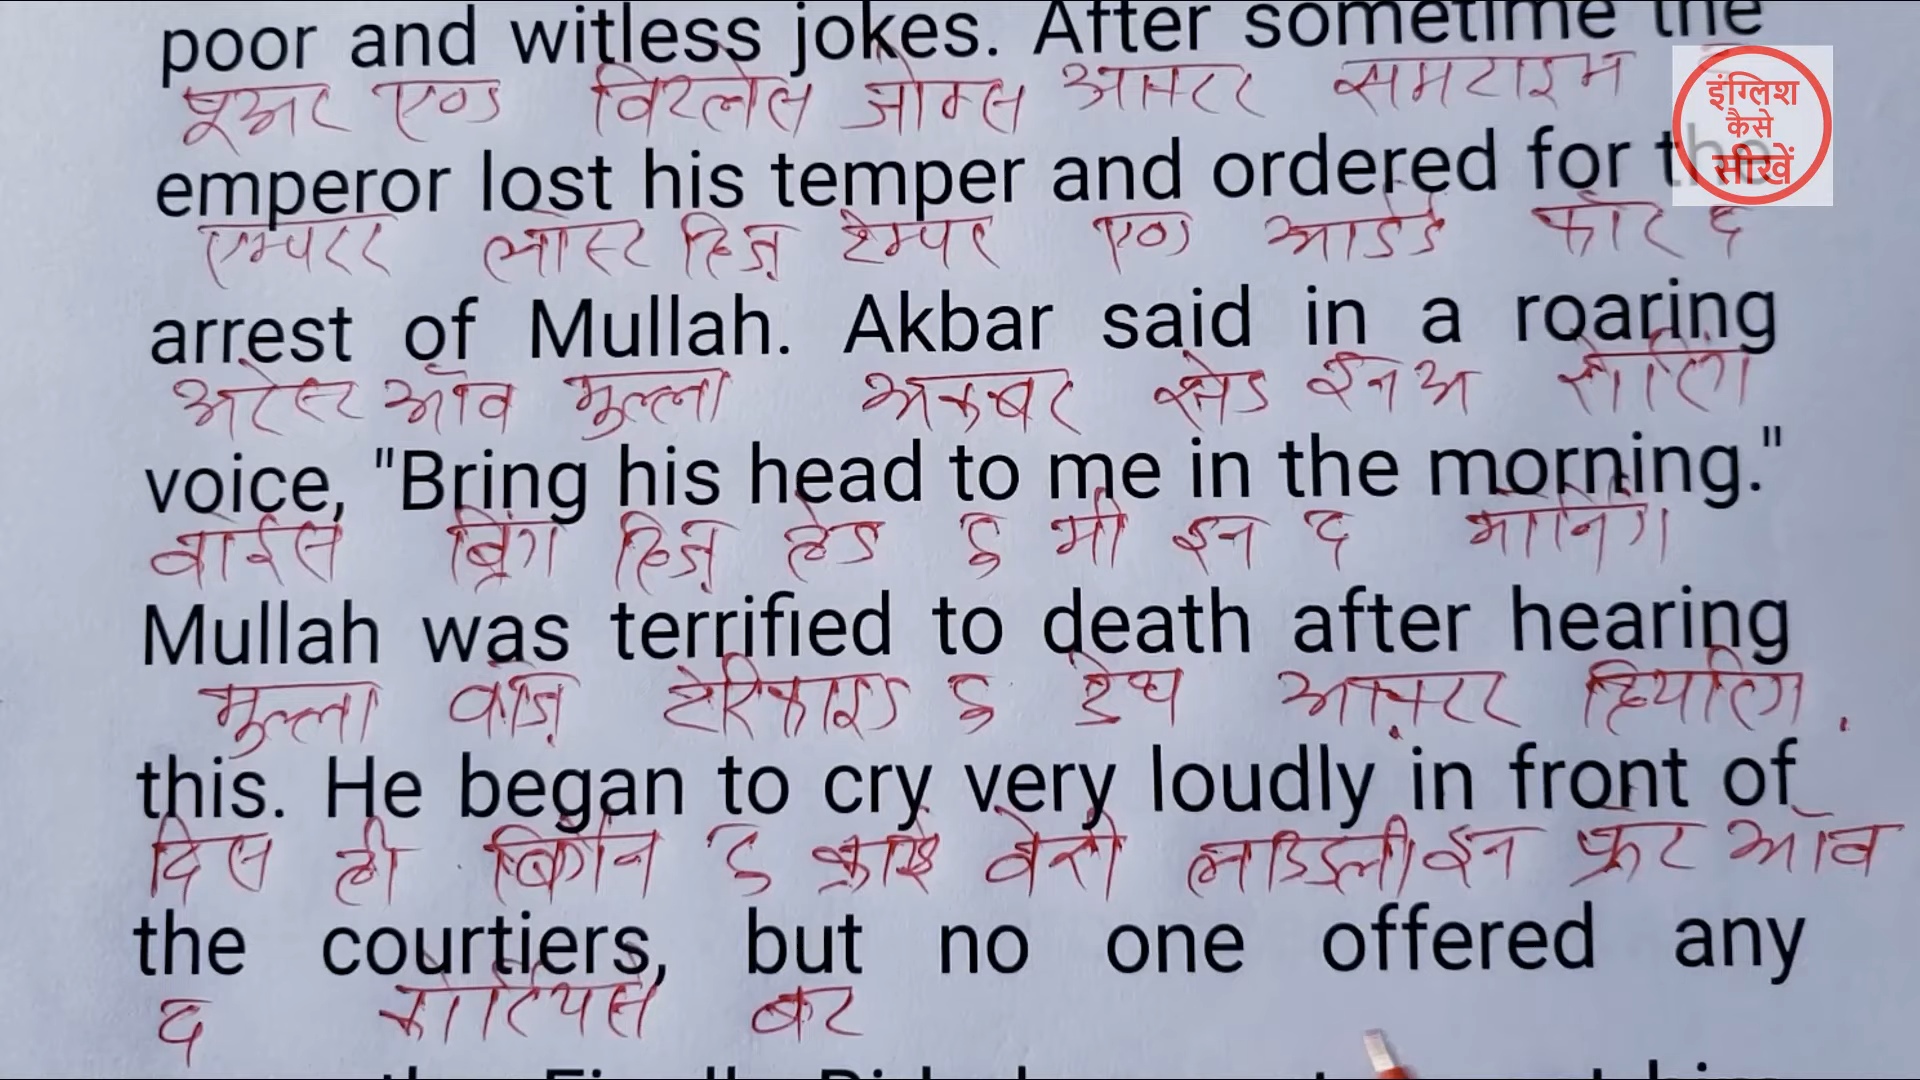 poor and witless jokes. After sometime the
पूअर एण्ड विटलेस जोक्स आफ्टर समटाइम
emperor lost his temper and ordered for the
एम्परर लोस्ट हिज़ टेम्पर एण्ड आर्डर्ड फॉर द
arrest of Mullah. Akbar said in a roaring
अरेस्ट ऑव मुल्ला अकबर सेड इन अ रोरिंग
voice, "Bring his head to me in the morning."
वॉईस ब्रिंग हिज़ हेड टु मी इन द मॉर्निंग
Mullah was terrified to death after hearing
मुल्ला वॉज़ टेरिफाइड टु डेथ आफ़्टर हियरिंग
this. He began to cry very loudly in front of
दिस ही बिगैन टु क्राई वेरी लाउडली इन फ्रंट ऑव
the courtiers, but no one offered any
द कोर्टियर्स बट
इंग्लिश
कैसे
सीखें